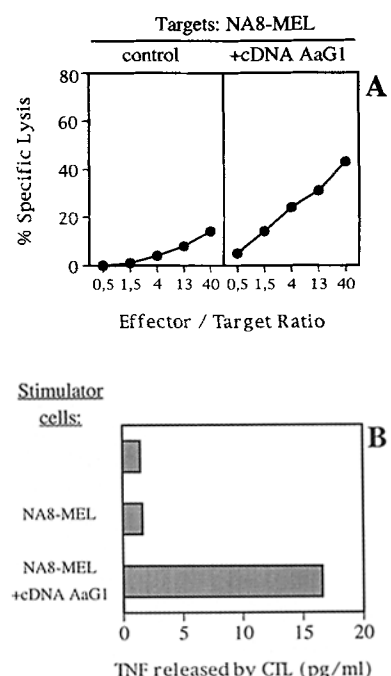 Targets: NA8-MEL
control +cDNA AaG1
A
80
60
40
20
0
% Specific Lysis
0,5 1,5 4 13 40 0,5 1,5 4 13 40
Effector / Target Ratio
Stimulator
cells:
B
NA8-MEL
NA8-MEL
+cDNA AaG1
0 5 10 15 20
TNF released by CTL (pg/ml)